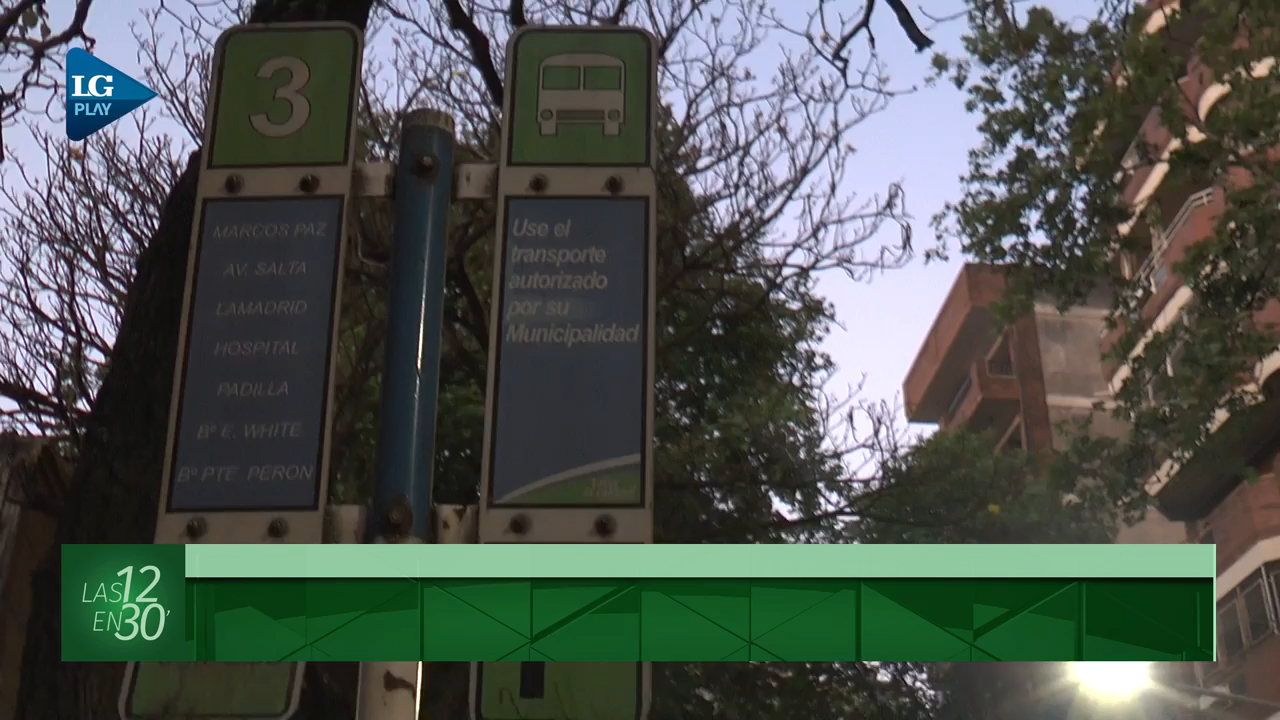 LG
PLAY
3
MARCOS PAZ
AV. SALTA
LAMADRID
HOSPITAL
PADILLA
Bº E. WHITE
Bº PTE. PERON
Use el
transporte
autorizado
por su
Municipalidad
LAS 12
EN 30'